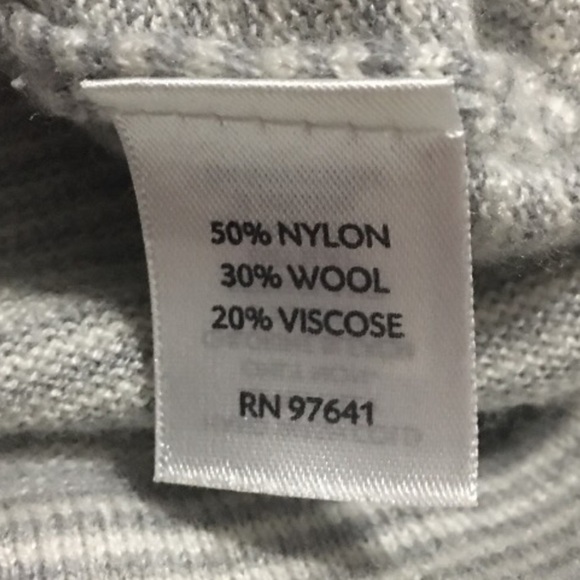 50% NYLON
30% WOOL
20% VISCOSE
RN 97641